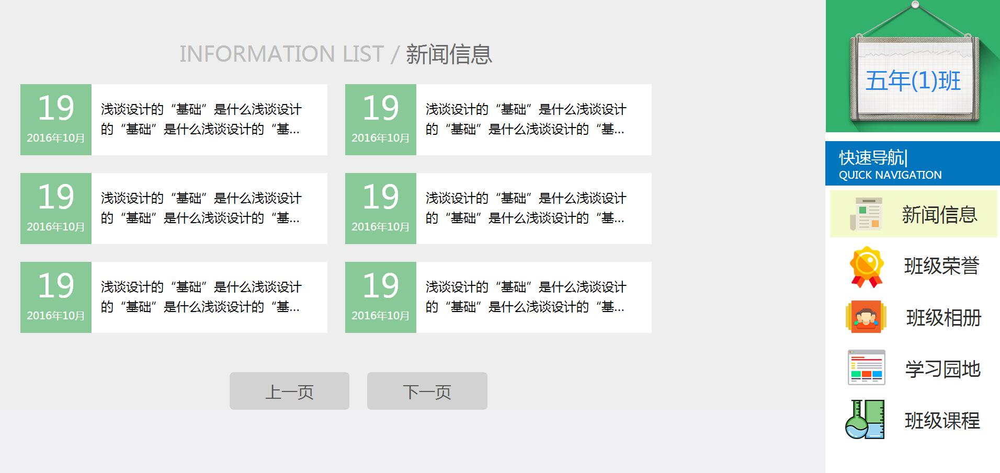 INFORMATION LIST / 新闻信息
19
2016年10月
浅谈设计的“基础”是什么浅谈设计
的“基础”是什么浅谈设计的“基...
19
2016年10月
浅谈设计的“基础”是什么浅谈设计
的“基础”是什么浅谈设计的“基...
19
2016年10月
浅谈设计的“基础”是什么浅谈设计
的“基础”是什么浅谈设计的“基...
19
2016年10月
浅谈设计的“基础”是什么浅谈设计
的“基础”是什么浅谈设计的“基...
19
2016年10月
浅谈设计的“基础”是什么浅谈设计
的“基础”是什么浅谈设计的“基...
19
2016年10月
浅谈设计的“基础”是什么浅谈设计
的“基础”是什么浅谈设计的“基...
上一页
下一页
五年(1)班
快速导航|
QUICK NAVIGATION
新闻信息
班级荣誉
班级相册
学习园地
班级课程